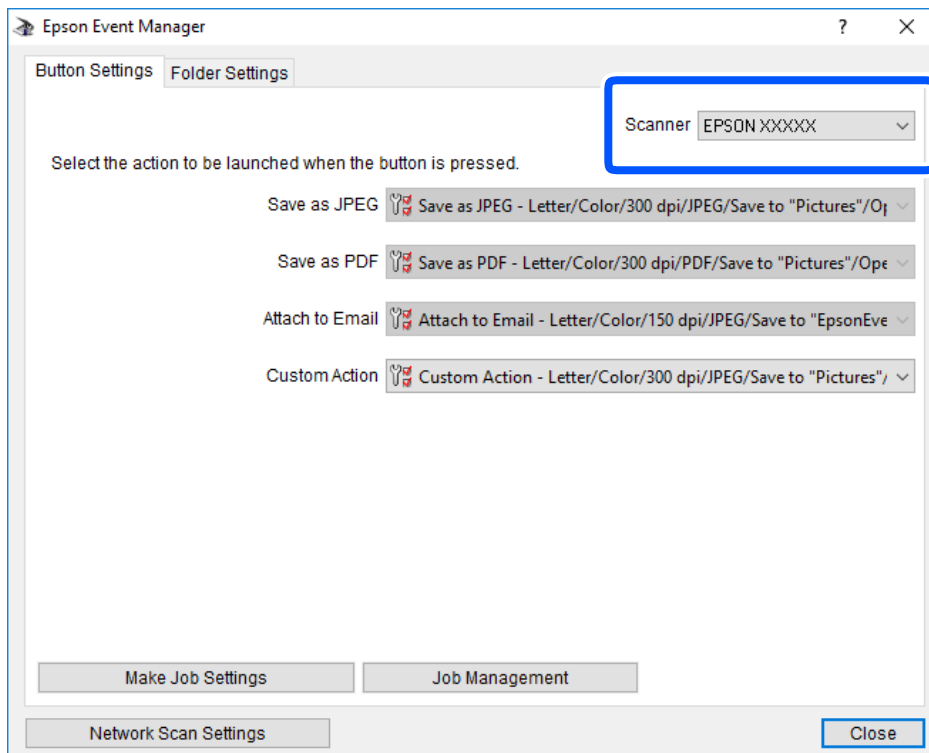 Epson Event Manager
Button Settings Folder Settings
Scanner EPSON XXXXX
Select the action to be launched when the button is pressed.
Save as JPEG Save as JPEG - Letter/Color/300 dpi/JPEG/Save to "Pictures"/Op
Save as PDF Save as PDF - Letter/Color/300 dpi/PDF/Save to "Pictures"/Ope
Attach to Email Attach to Email - Letter/Color/150 dpi/JPEG/Save to "EpsonEve
Custom Action Custom Action - Letter/Color/300 dpi/JPEG/Save to "Pictures"/
Make Job Settings Job Management
Network Scan Settings Close